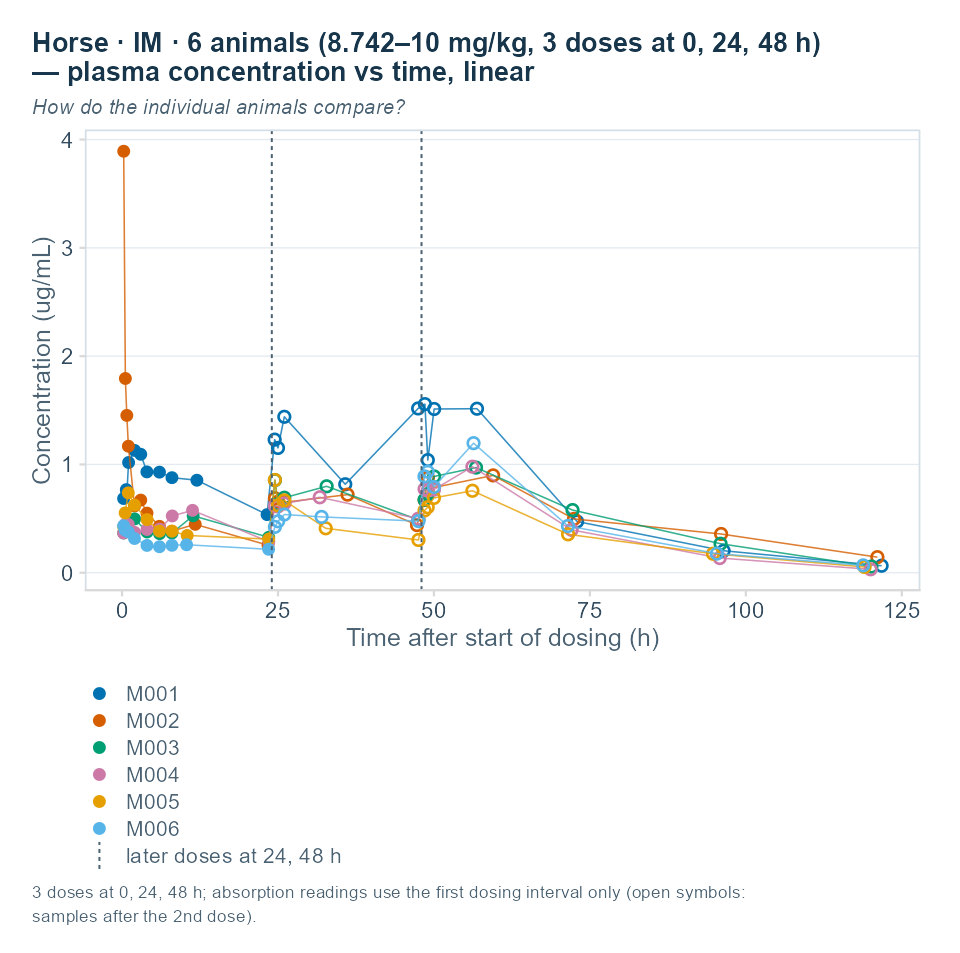 Horse · IM · 6 animals (8.742–10 mg/kg, 3 doses at 0, 24, 48 h)
— plasma concentration vs time, linear
How do the individual animals compare?
Concentration (ug/mL)
4
3
2
1
0
0 25 50 75 100 125
Time after start of dosing (h)
M001
M002
M003
M004
M005
M006
later doses at 24, 48 h
3 doses at 0, 24, 48 h; absorption readings use the first dosing interval only (open symbols:
samples after the 2nd dose).